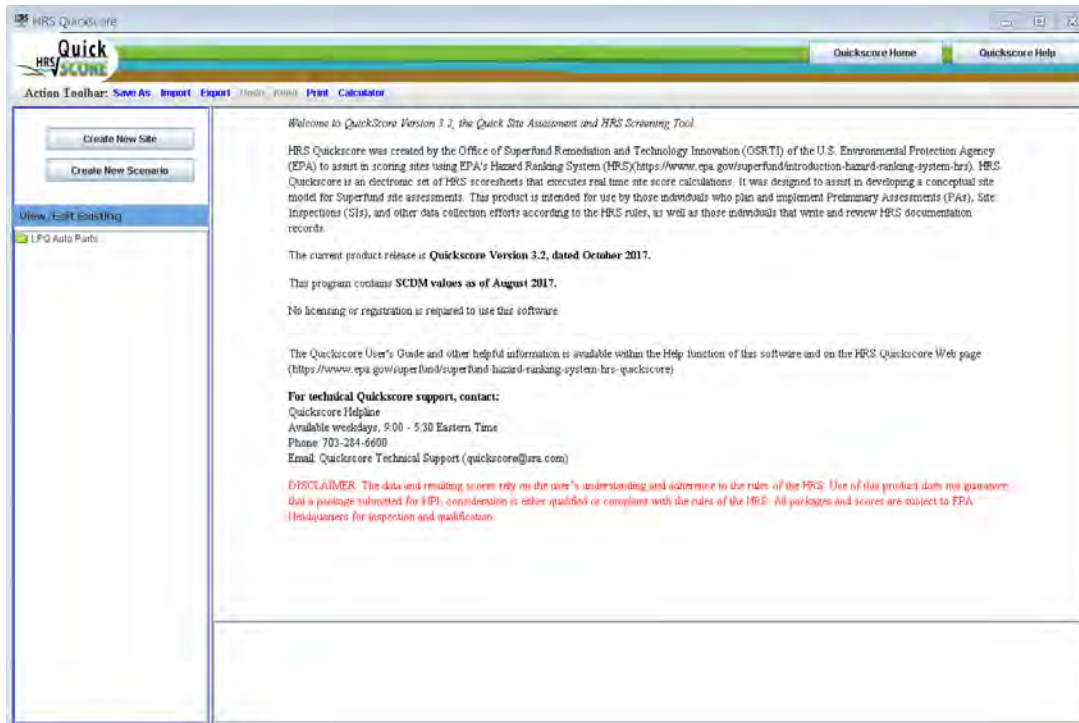 HRS Quickscore
Quick
HRS SCORE
Quickscore Home
Quickscore Help
Action Toolbar: Save As Import Export Undo Redo Print Calculator
Create New Site
Create New Scenario
View/Edit Existing
LPQ Auto Parts
Welcome to QuickScore Version 3.2, the Quick Site Assessment and HRS Screening Tool
HRS Quickscore was created by the Office of Superfund Remediation and Technology Innovation (OSRTI) of the U.S. Environmental Protection Agency
(EPA) to assist in scoring sites using EPA's Hazard Ranking System (HRS)(https://www.epa.gov/superfund/introduction-hazard-ranking-system-hrs). HRS
Quickscore is an electronic set of HRS scoresheets that executes real time site score calculations. It was designed to assist in developing a conceptual site
model for Superfund site assessments. This product is intended for use by those individuals who plan and implement Preliminary Assessments (PAs), Site
Inspections (SIs), and other data collection efforts according to the HRS rules, as well as those individuals that write and review HRS documentation
records.
The current product release is Quickscore Version 3.2, dated October 2017.
This program contains SCDM values as of August 2017.
No licensing or registration is required to use this software
The Quickscore User's Guide and other helpful information is available within the Help function of this software and on the HRS Quickscore Web page
(https://www.epa.gov/superfund/superfund-hazard-ranking-system-hrs-quickscore)
For technical Quickscore support, contact:
Quickscore Helpline
Available weekdays, 9:00 - 5:30 Eastern Time
Phone: 703-284-6600
Email: Quickscore Technical Support (quickscore@sra.com)
DISCLAIMER: The data and resulting scores rely on the user's understanding and adherence to the rules of the HRS. Use of this product does not guarantee
that a package submitted for NPL consideration is either qualified or compliant with the rules of the HRS. All packages and scores are subject to EPA
Headquarters for inspection and qualification